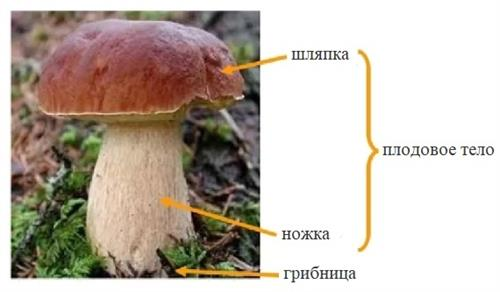 шляпка
плодовое тело
ножка
грибница